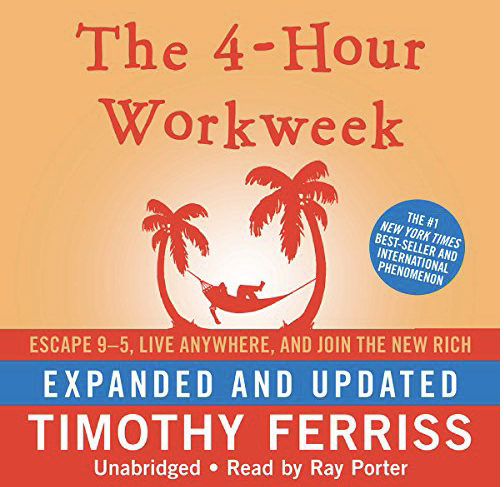 The 4-Hour
Workweek
THE #1
NEW YORK TIMES
BEST-SELLER AND
INTERNATIONAL
PHENOMENON
ESCAPE 9–5, LIVE ANYWHERE, AND JOIN THE NEW RICH
EXPANDED AND UPDATED
TIMOTHY FERRISS
Unabridged • Read by Ray Porter